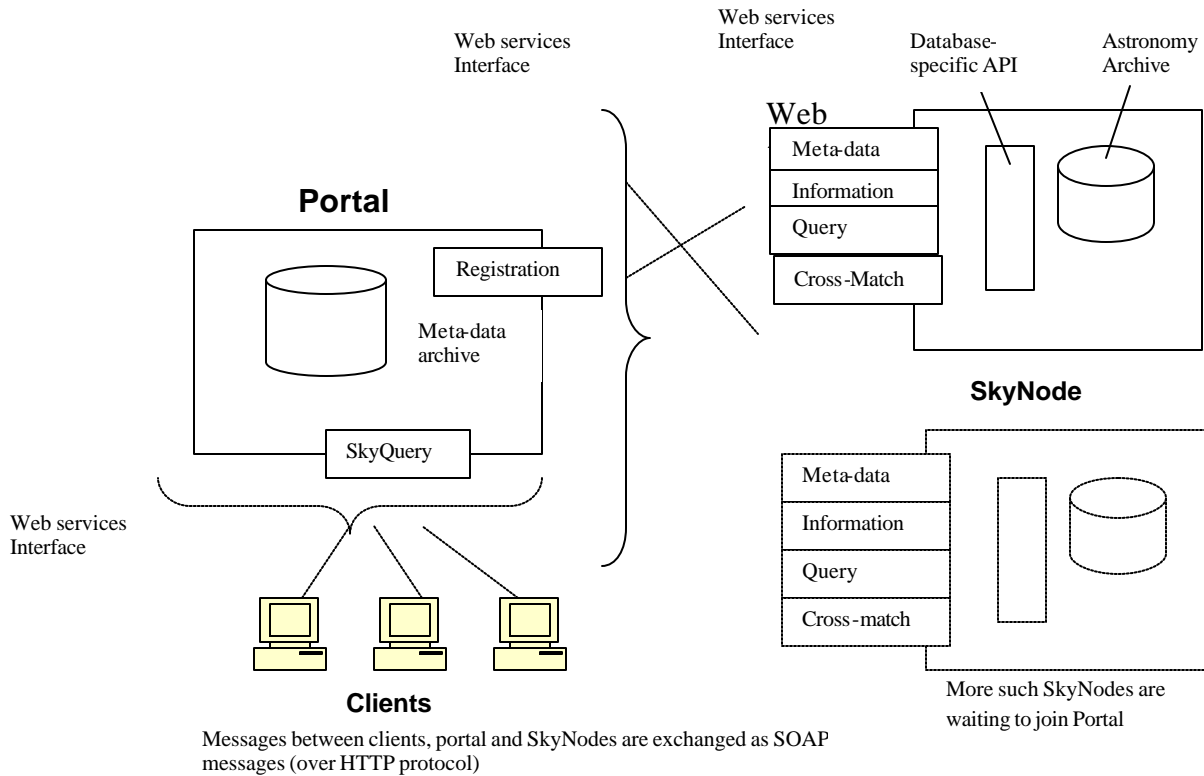 Web services
Interface
Web services
Interface
Database-
specific API
Astronomy
Archive
Web
Meta-data
Information
Query
Cross-Match
Portal
Registration
Meta-data
archive
SkyQuery
SkyNode
Web services
Interface
Meta-data
Information
Query
Cross-match
Clients
More such SkyNodes are
waiting to join Portal
Messages between clients, portal and SkyNodes are exchanged as SOAP
messages (over HTTP protocol)